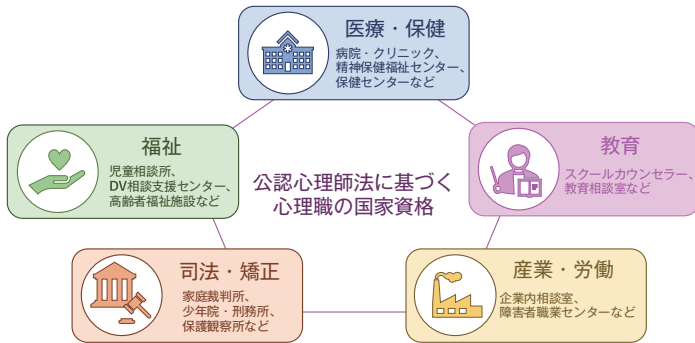 医療・保健
病院・クリニック、
精神保健福祉センター、
保健センターなど
福祉
児童相談所、
DV相談支援センター、
高齢者福祉施設など
教育
スクールカウンセラー、
教育相談室など
公認心理師法に基づく
心理職の国家資格
司法・矯正
家庭裁判所、
少年院・刑務所、
保護観察所など
産業・労働
企業内相談室、
障害者職業センターなど